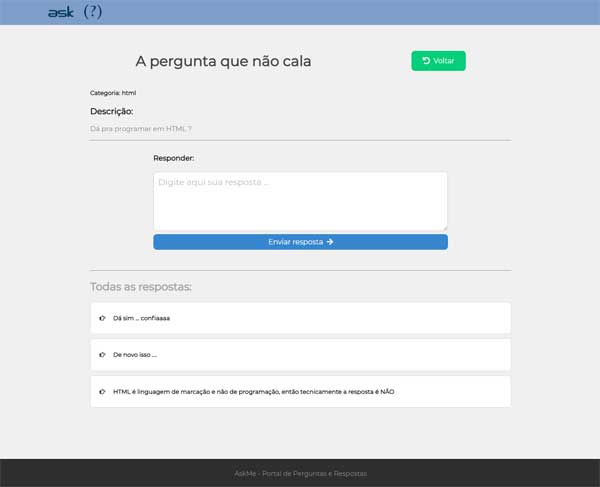 ask (?)
A pergunta que não cala
Voltar
Categoria: html
Descrição:
Dá pra programar em HTML ?
Responder:
Digite aqui sua resposta ...
Enviar resposta
Todas as respostas:
Dá sim ... confiaaaa
De novo isso ....
HTML é linguagem de marcação e não de programação, então tecnicamente a resposta é NÃO
AskMe - Portal de Perguntas e Respostas